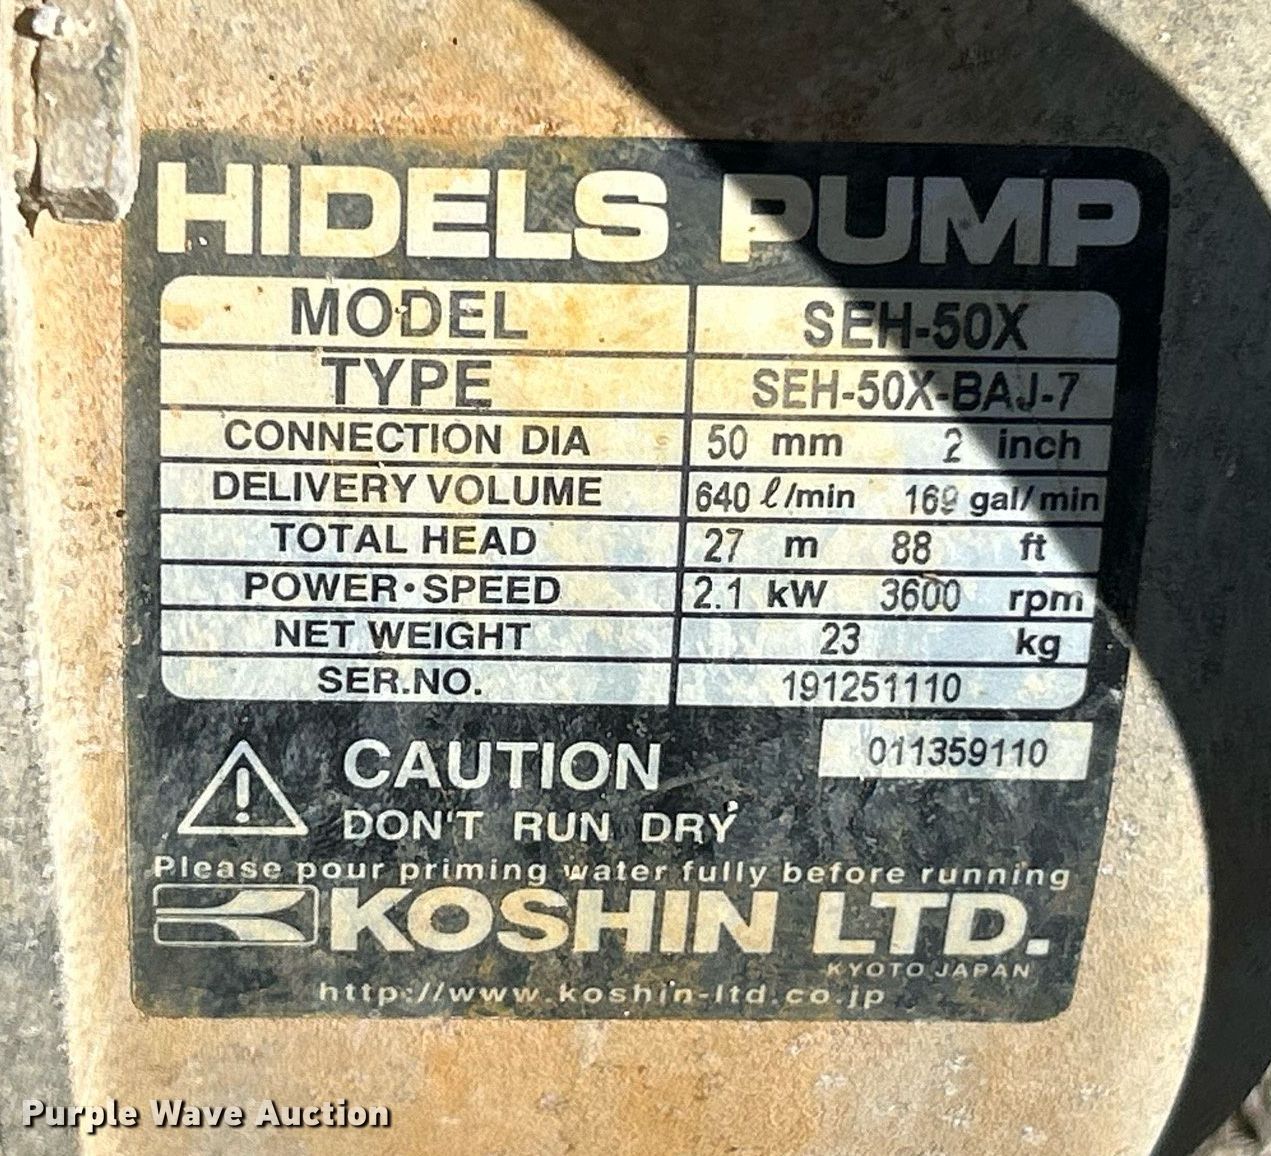 HIDELS PUMP
MODEL SEH-50X
TYPE SEH-50X-BAJ-7
CONNECTION DIA 50 mm 2 inch
DELIVERY VOLUME 640 ℓ/min 169 gal/min
TOTAL HEAD 27 m 88 ft
POWER·SPEED 2.1 kW 3600 rpm
NET WEIGHT 23 kg
SER.NO. 191251110
011359110
CAUTION
DON'T RUN DRY
Please pour priming water fully before running
KOSHIN LTD.
KYOTO JAPAN
http://www.koshin-ltd.co.jp
Purple Wave Auction